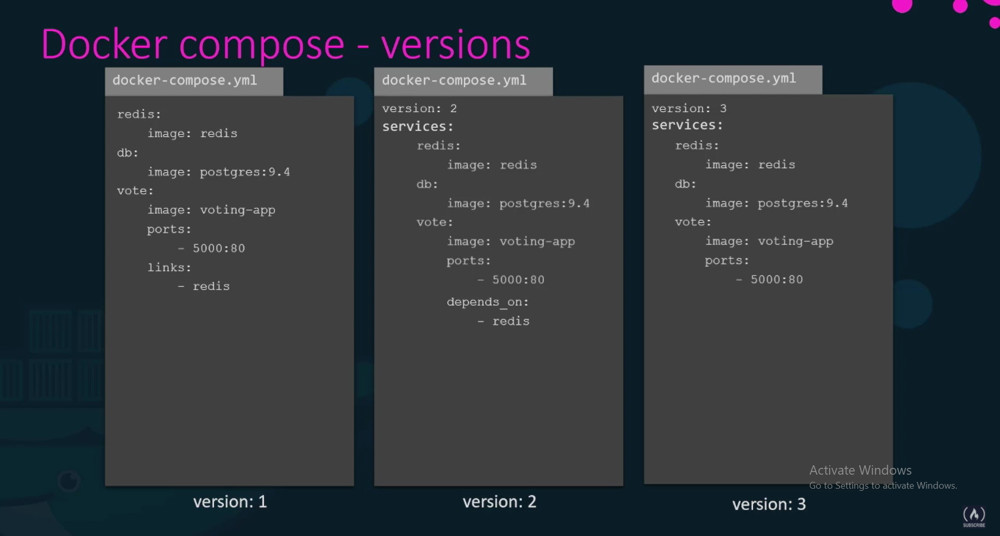 Docker compose - versions
docker-compose.yml
redis:
image: redis
db:
image: postgres:9.4
vote:
image: voting-app
ports:
- 5000:80
links:
- redis
version: 1
docker-compose.yml
version: 2
services:
redis:
image: redis
db:
image: postgres:9.4
vote:
image: voting-app
ports:
- 5000:80
depends_on:
- redis
version: 2
docker-compose.yml
version: 3
services:
redis:
image: redis
db:
image: postgres:9.4
vote:
image: voting-app
ports:
- 5000:80
version: 3
Activate Windows
Go to Settings to activate Windows.
SUBSCRIBE